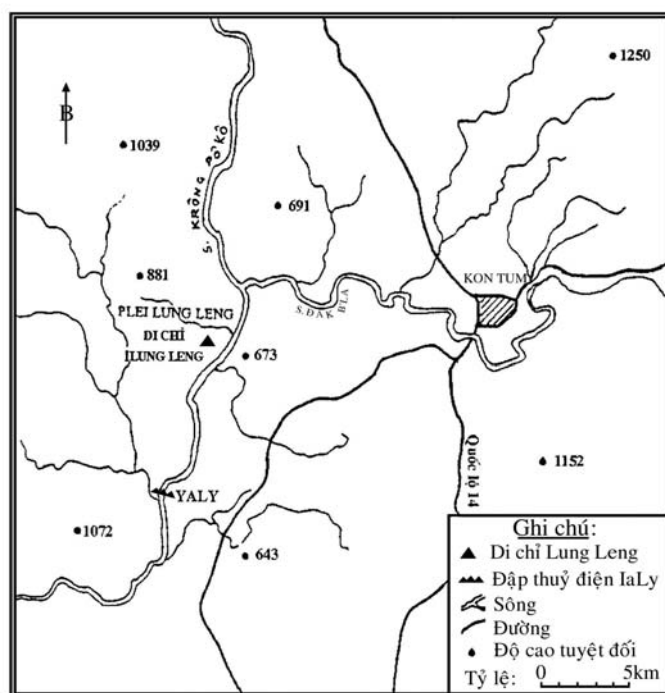 1250
B
1039
S. KRÔNG PÔKÔ
691
881
KON TUM
PLEI LUNG LENG
S. ĐĂK B'LA
DI CHỈ
LUNG LENG
673
Quốc lộ 14
1152
YALY
1072
643
Ghi chú:
Di chỉ Lung Leng
Đập thuỷ điện IaLy
Sông
Đường
Độ cao tuyệt đối
Tỷ lệ: 0 5km